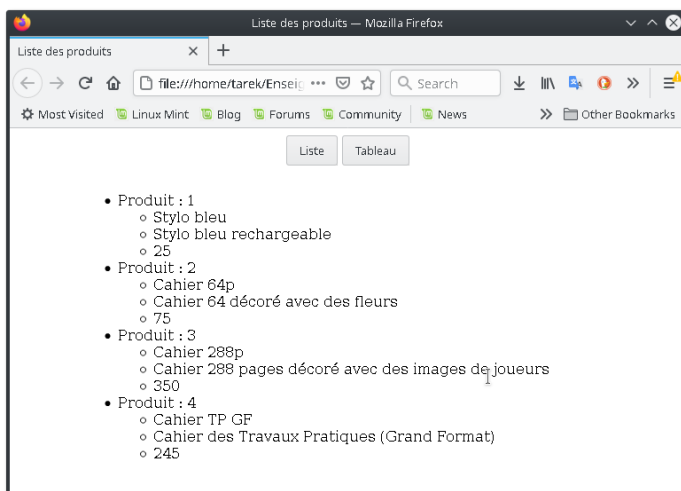 Liste des produits — Mozilla Firefox
Liste des produits
file:///home/tarek/Enseig
Search
Most Visited Linux Mint Blog Forums Community News Other Bookmarks
Liste Tableau
Produit : 1
Stylo bleu
Stylo bleu rechargeable
25
Produit : 2
Cahier 64p
Cahier 64 décoré avec des fleurs
75
Produit : 3
Cahier 288p
Cahier 288 pages décoré avec des images de joueurs
350
Produit : 4
Cahier TP GF
Cahier des Travaux Pratiques (Grand Format)
245